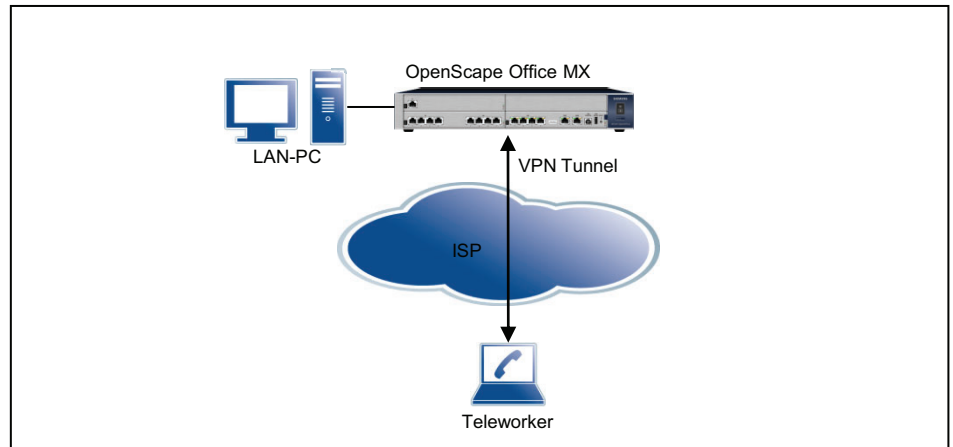 OpenScape Office MX
LAN-PC
VPN Tunnel
ISP
Teleworker